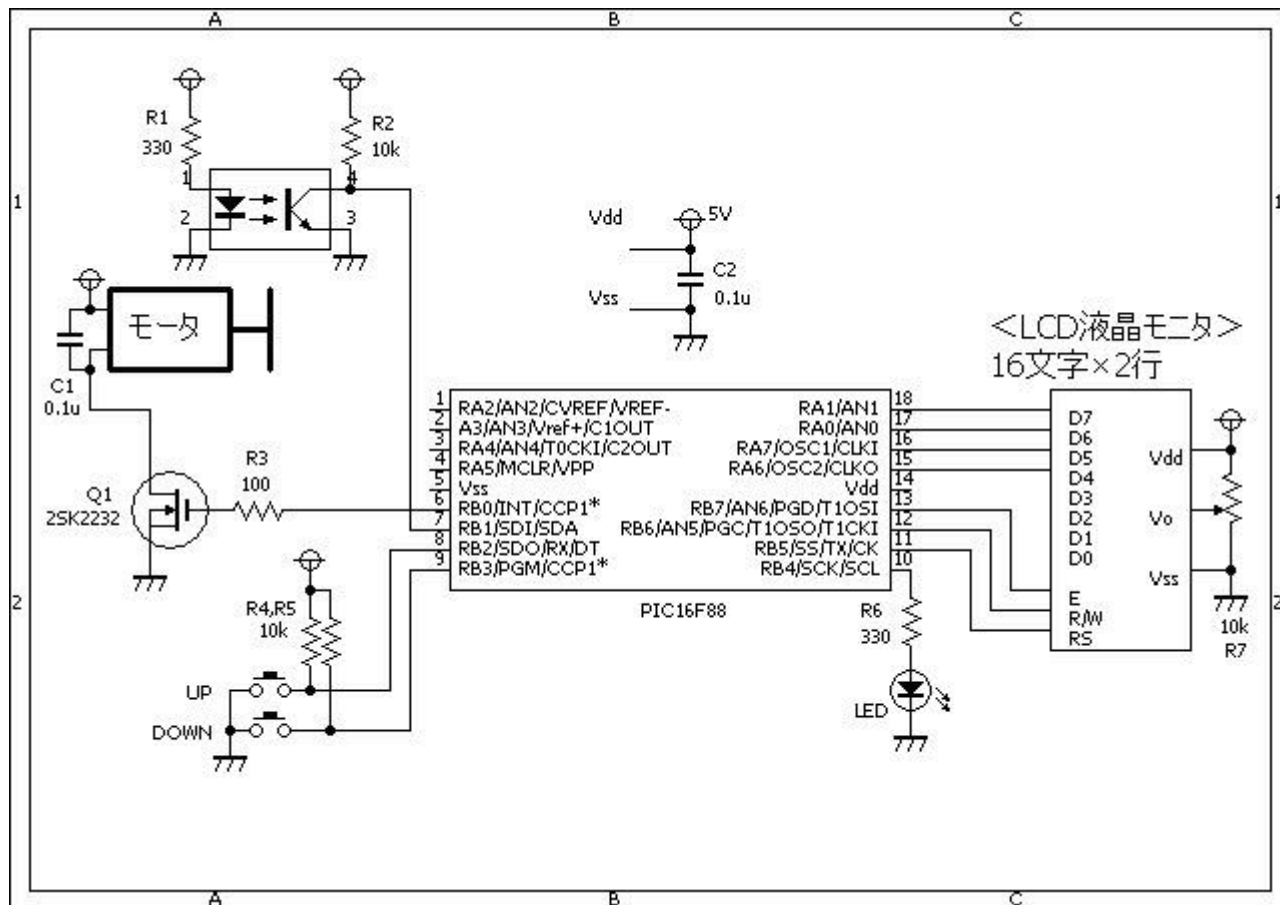 A B C
R1
330
R2
10k
1
4
2
3
1
1
Vdd
5V
C2
0.1u
Vss
モータ
C1
0.1u
<LCD液晶モニタ>
16文字×2行
1 RA2/AN2/CVREF/VREF-
2 A3/AN3/Vref+/C1OUT
3 RA4/AN4/T0CKI/C2OUT
4 RA5/MCLR/VPP
5 Vss
6 RB0/INT/CCP1*
7 RB1/SDI/SDA
8 RB2/SDO/RX/DT
9 RB3/PGM/CCP1*
RA1/AN1 18
RA0/AN0 17
RA7/OSC1/CLKI 16
RA6/OSC2/CLKO 15
Vdd 14
RB7/AN6/PGD/T1OSI 13
RB6/AN5/PGC/T1OSO/T1CKI 12
RB5/SS/TX/CK 11
RB4/SCK/SCL 10
PIC16F88
D7
D6
D5
D4
D3
D2
D1
D0
E
R/W
RS
Vdd
Vo
Vss
10k
R7
R3
100
Q1
2SK2232
R4,R5
10k
UP
DOWN
R6
330
LED
2
2
A B C